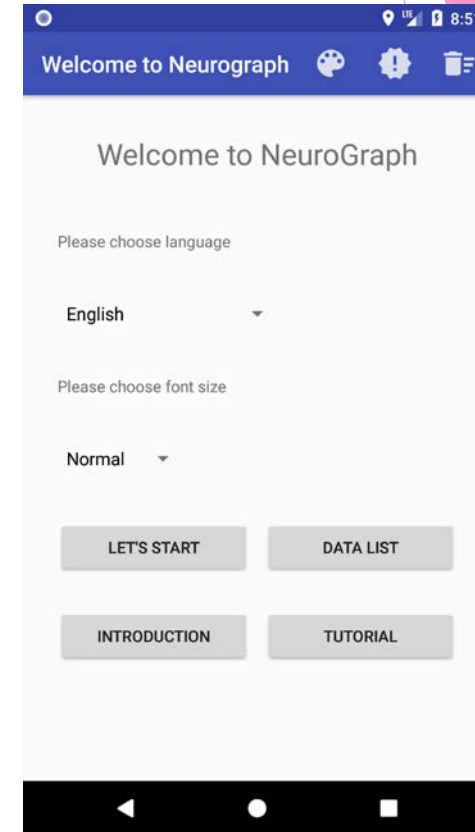 LTE 8:5
Welcome to Neurograph
Welcome to NeuroGraph
Please choose language
English
Please choose font size
Normal
LET'S START DATA LIST
INTRODUCTION TUTORIAL